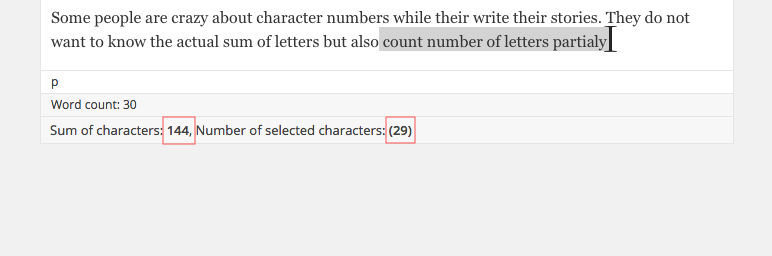 Some people are crazy about character numbers while their write their stories. They do not
want to know the actual sum of letters but also count number of letters partialy
p
Word count: 30
Sum of characters: 144, Number of selected characters: (29)